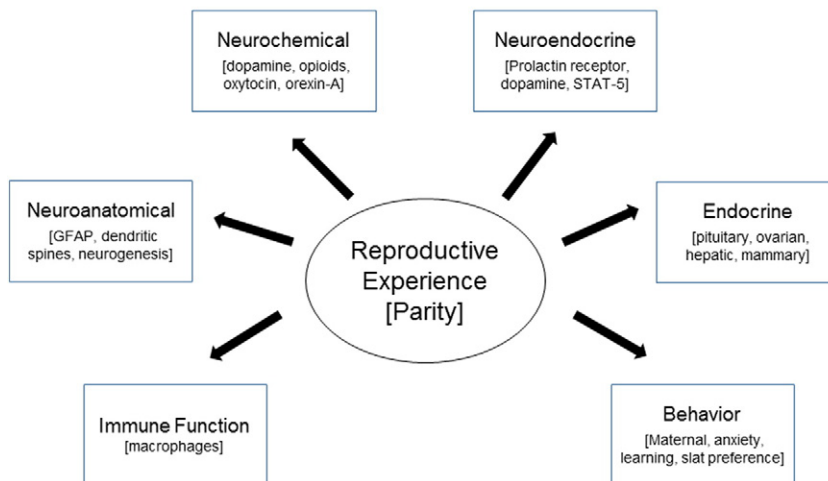 Neurochemical
[dopamine, opioids,
oxytocin, orexin-A]
Neuroendocrine
[Prolactin receptor,
dopamine, STAT-5]
Neuroanatomical
[GFAP, dendritic
spines, neurogenesis]
Reproductive
Experience
[Parity]
Endocrine
[pituitary, ovarian,
hepatic, mammary]
Immune Function
[macrophages]
Behavior
[Maternal, anxiety,
learning, slat preference]